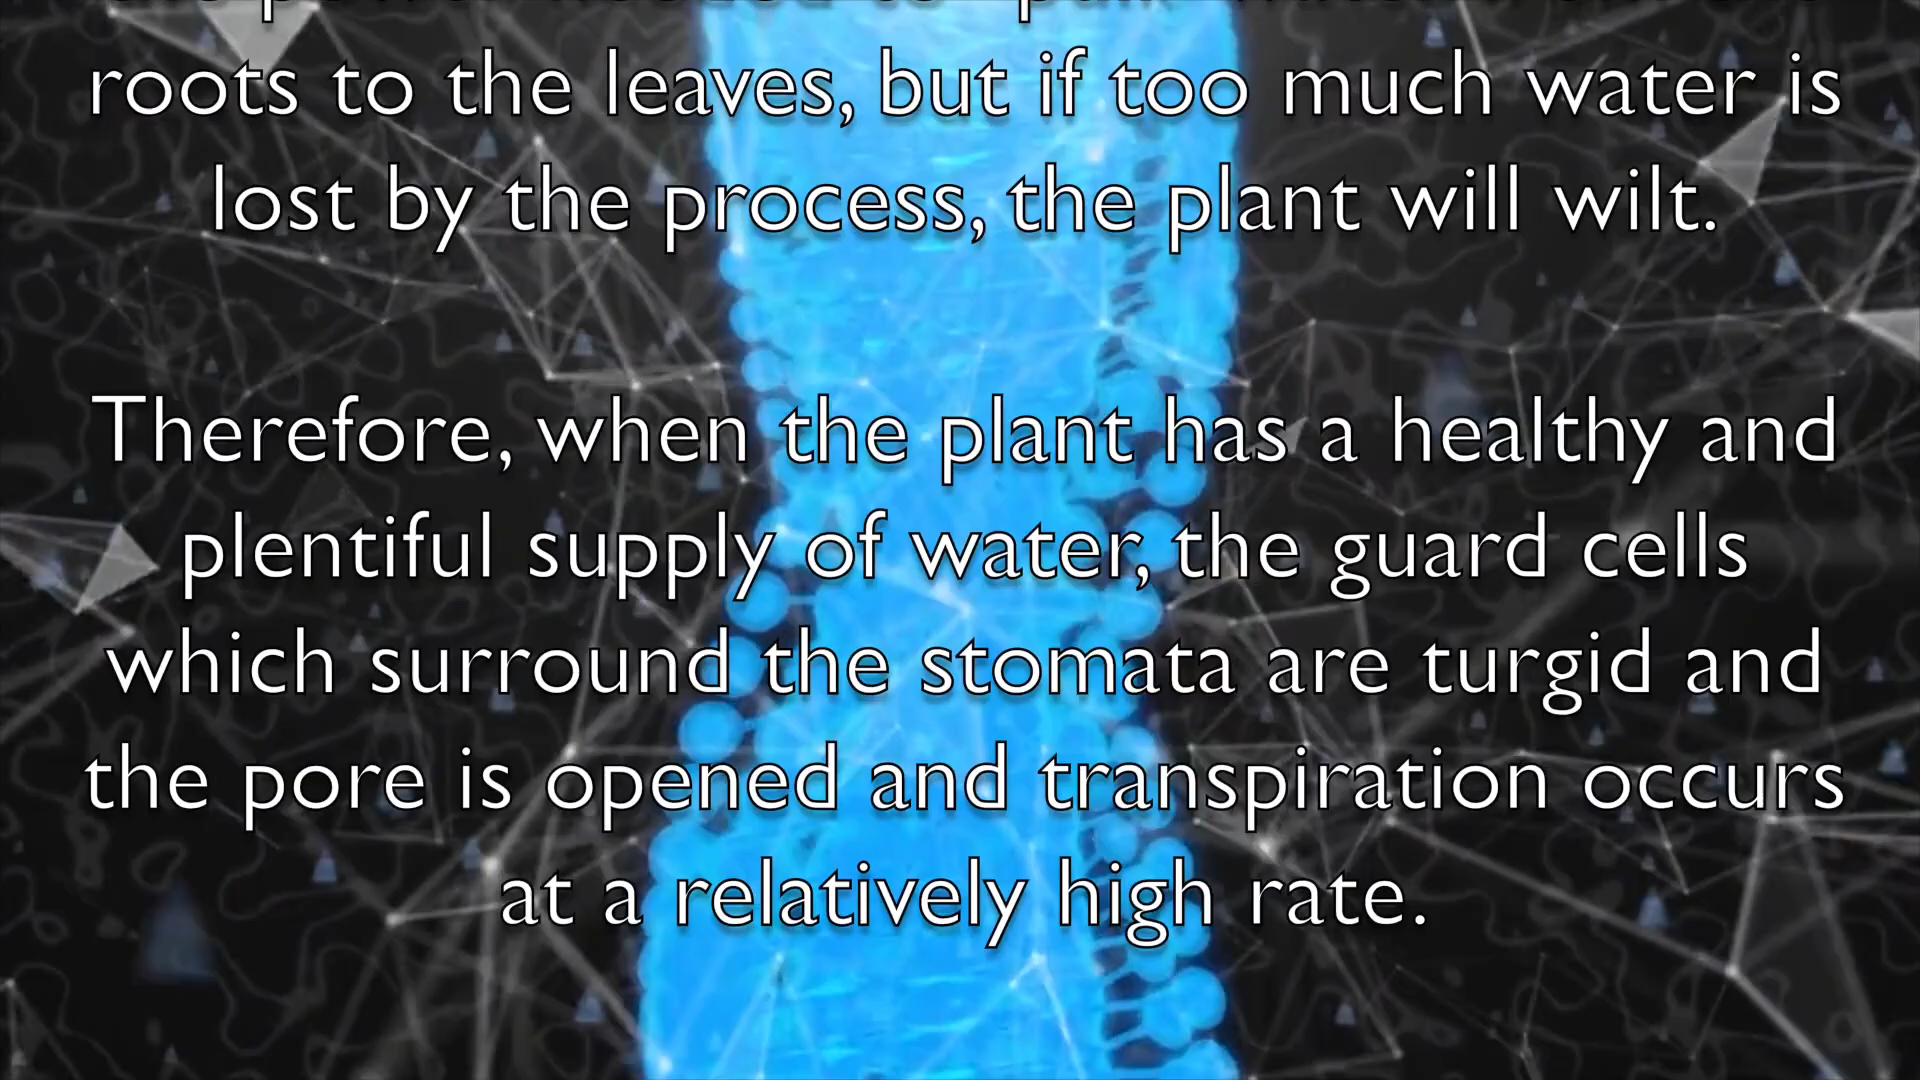 roots to the leaves, but if too much water is
lost by the process, the plant will wilt.
Therefore, when the plant has a healthy and
plentiful supply of water, the guard cells
which surround the stomata are turgid and
the pore is opened and transpiration occurs
at a relatively high rate.